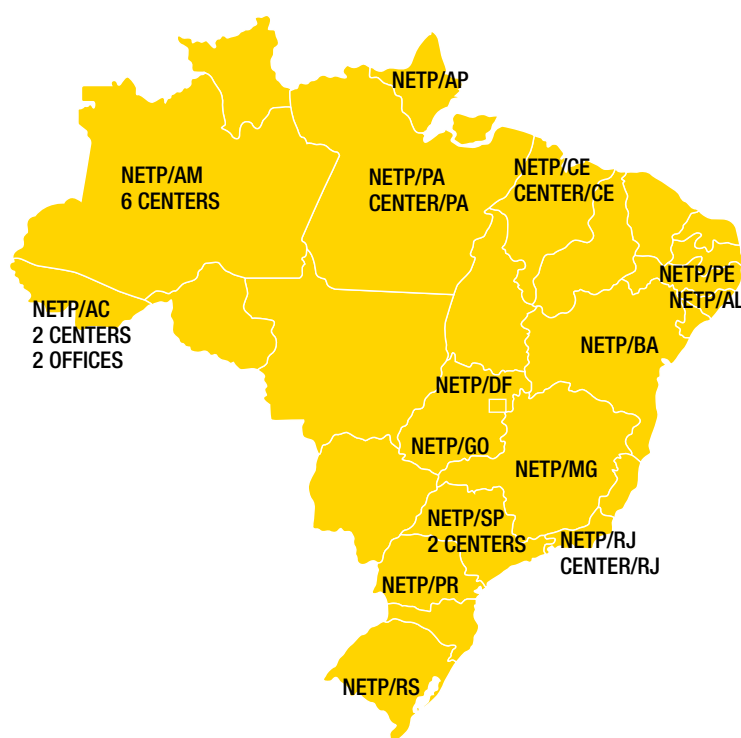 NETP/AP
NETP/AM
6 CENTERS
NETP/PA
CENTER/PA
NETP/CE
CENTER/CE
NETP/PE
NETP/AL
NETP/AC
2 CENTERS
2 OFFICES
NETP/BA
NETP/DF
NETP/GO
NETP/MG
NETP/SP
2 CENTERS
NETP/RJ
CENTER/RJ
NETP/PR
NETP/RS